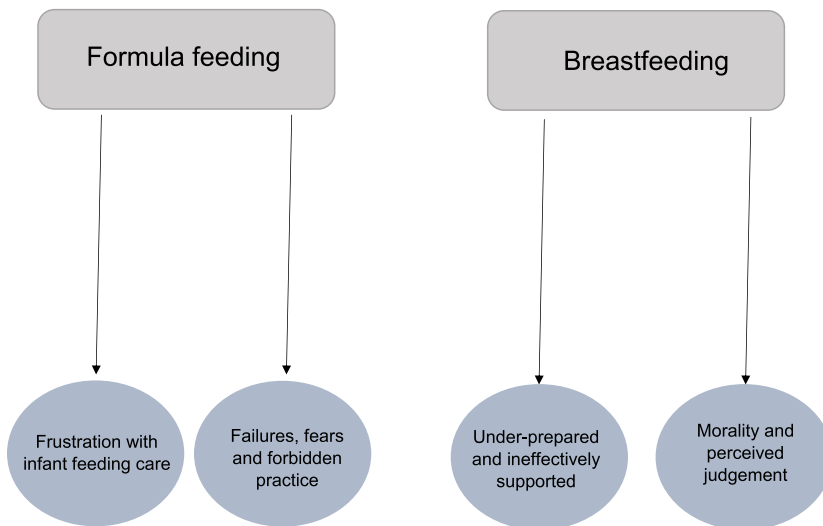 Formula feeding
Breastfeeding
Frustration with
infant feeding care
Failures, fears
and forbidden
practice
Under-prepared
and ineffectively
supported
Morality and
perceived
judgement